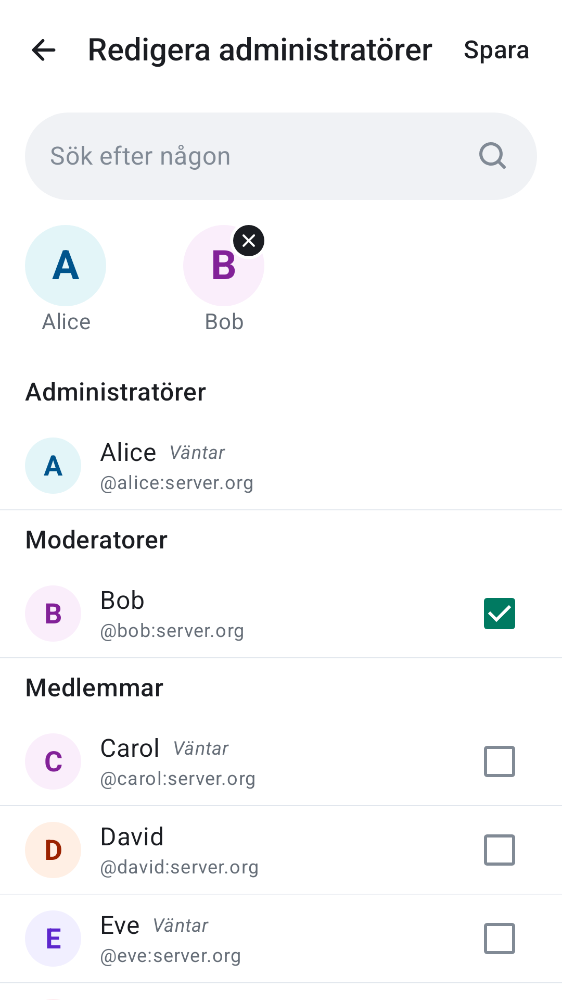 Redigera administratörer Spara
Sök efter någon
A B
Alice Bob
Administratörer
A Alice Väntar
@alice:server.org
Moderatorer
B Bob
@bob:server.org
Medlemmar
C Carol Väntar
@carol:server.org
D David
@david:server.org
E Eve Väntar
@eve:server.org